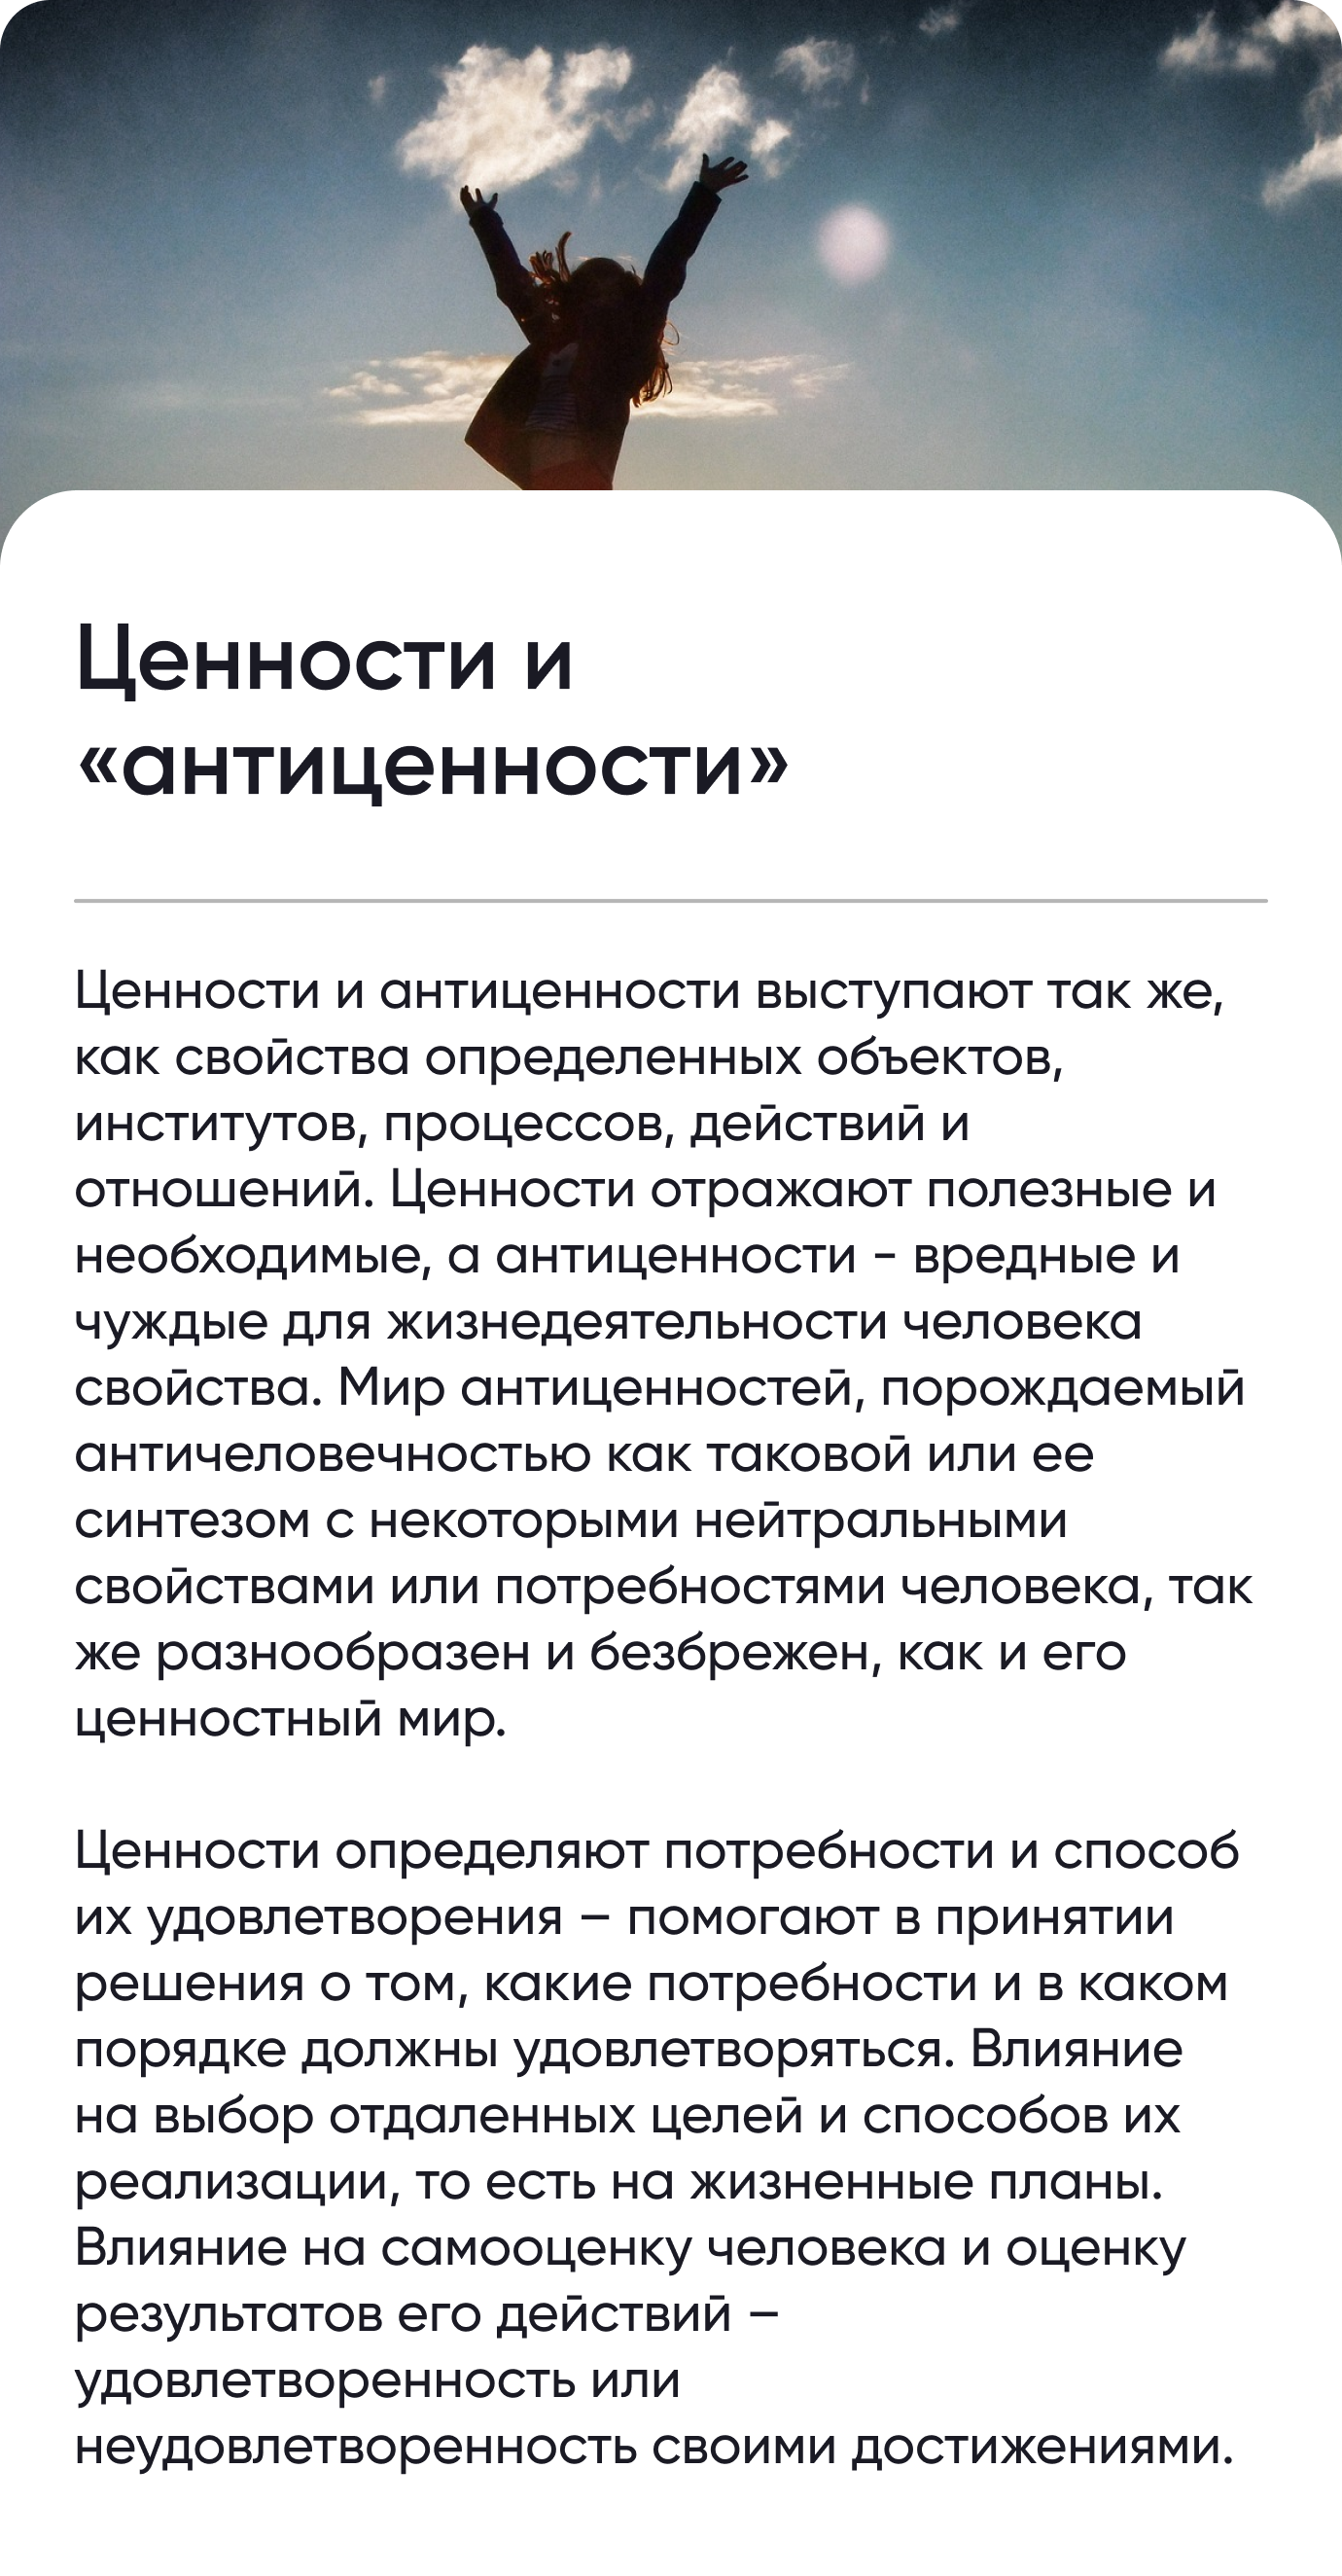 Ценности и
«антиценности»
Ценности и антиценности выступают так же,
как свойства определенных объектов,
институтов, процессов, действий и
отношений. Ценности отражают полезные и
необходимые, а антиценности - вредные и
чуждые для жизнедеятельности человека
свойства. Мир антиценностей, порождаемый
античеловечностью как таковой или ее
синтезом с некоторыми нейтральными
свойствами или потребностями человека, так
же разнообразен и безбрежен, как и его
ценностный мир.
Ценности определяют потребности и способ
их удовлетворения – помогают в принятии
решения о том, какие потребности и в каком
порядке должны удовлетворяться. Влияние
на выбор отдаленных целей и способов их
реализации, то есть на жизненные планы.
Влияние на самооценку человека и оценку
результатов его действий –
удовлетворенность или
неудовлетворенность своими достижениями.